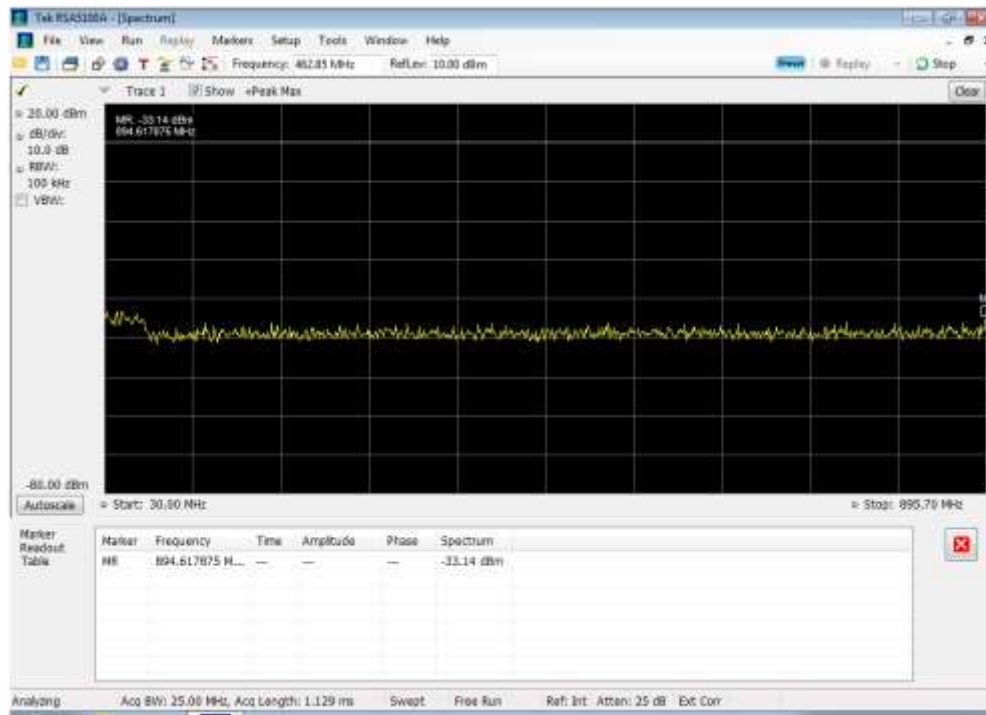 Tek RSA5100A - [Spectrum]
File View Run Replay Markers Setup Tools Window Help
Frequency: 462.85 MHz RefLev: 10.00 dBm Preset Replay Stop
Trace 1 Show +Peak Max Clear
20.00 dBm
dB/div:
10.0 dB
RBW:
100 kHz
VBW:
MR: -33.14 dBm
894.617875 MHz
-80.00 dBm
Autoscale Start: 30.00 MHz Stop: 895.70 MHz
Marker
Readout
Table
Marker Frequency Time Amplitude Phase Spectrum
MR 894.617875 M... --- --- --- -33.14 dBm
Analyzing Acq BW: 25.00 MHz, Acq Length: 1.129 ms Swept Free Run Ref: Int Atten: 25 dB Ext Corr